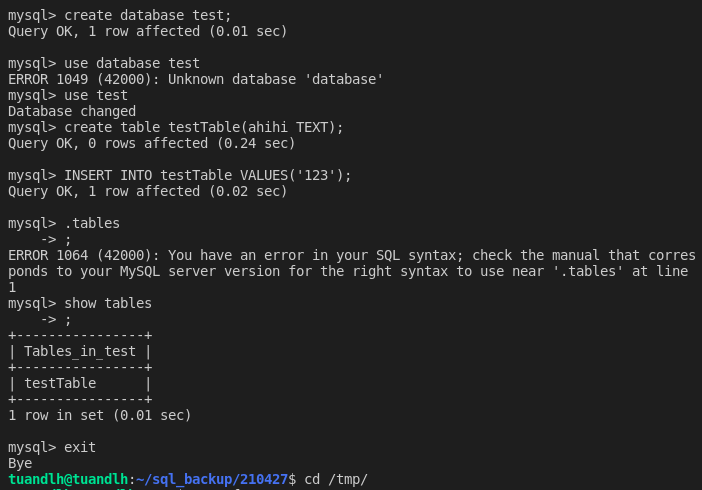 mysql> create database test;
Query OK, 1 row affected (0.01 sec)

mysql> use database test
ERROR 1049 (42000): Unknown database 'database'
mysql> use test
Database changed
mysql> create table testTable(ahihi TEXT);
Query OK, 0 rows affected (0.24 sec)

mysql> INSERT INTO testTable VALUES('123');
Query OK, 1 row affected (0.02 sec)

mysql> .tables
    -> ;
ERROR 1064 (42000): You have an error in your SQL syntax; check the manual that corres
ponds to your MySQL server version for the right syntax to use near '.tables' at line
1
mysql> show tables
    -> ;
+----------------+
| Tables_in_test |
+----------------+
| testTable      |
+----------------+
1 row in set (0.01 sec)

mysql> exit
Bye
tuandlh@tuandlh:~/sql_backup/210427$ cd /tmp/